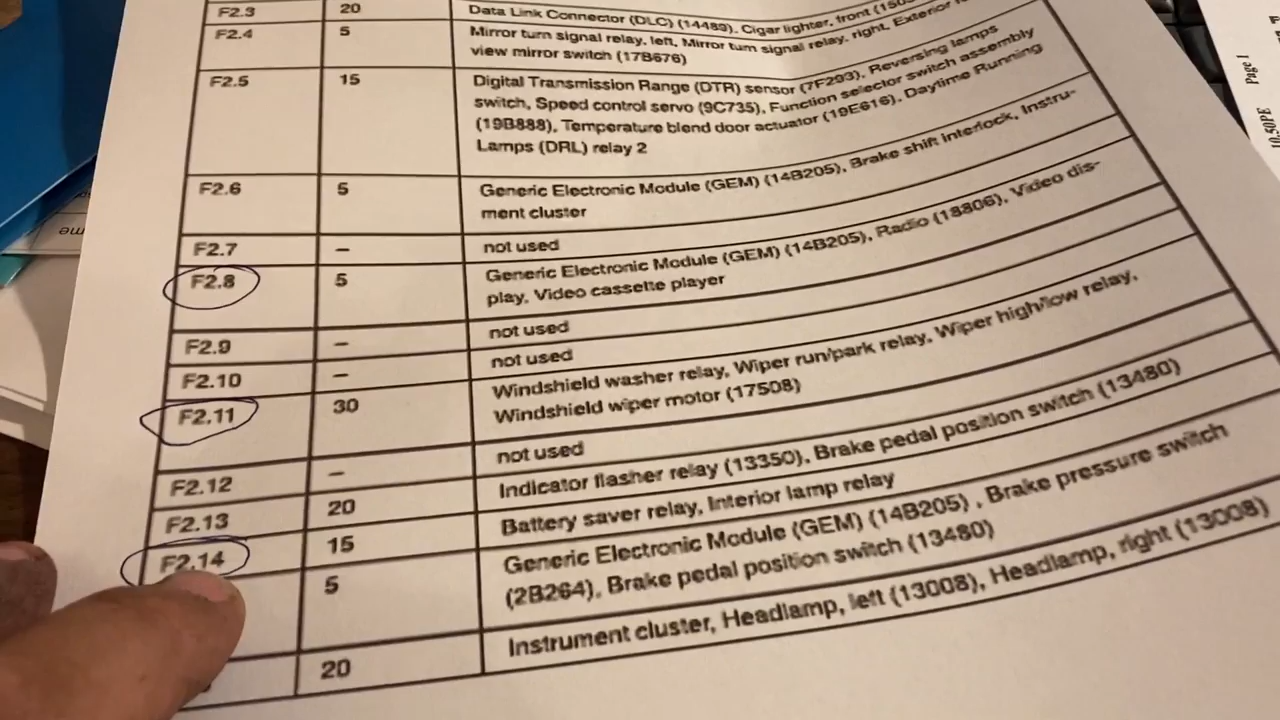 F2.3 20 Data Link Connector (DLC) (14489), Cigar lighter, front
F2.4 5 Mirror turn signal relay, left, Mirror turn signal relay, right, Exterior
view mirror switch (17B676)
F2.5 15 Digital Transmission Range (DTR) sensor (7F293), Reversing lamps
switch, Speed control servo (9C735), Function selector switch assembly
(19B888), Temperature blend door actuator (19E616), Daytime Running
Lamps (DRL) relay 2
F2.6 5 Generic Electronic Module (GEM) (14B205), Brake shift interlock, Instru-
ment cluster
F2.7 – not used
F2.8 5 Generic Electronic Module (GEM) (14B205), Radio (18806), Video dis-
play, Video cassette player
F2.9 – not used
F2.10 – not used
F2.11 30 Windshield washer relay, Wiper run/park relay, Wiper high/low relay,
Windshield wiper motor (17508)
F2.12 – not used
F2.13 20 Indicator flasher relay (13350), Brake pedal position switch (13480)
F2.14 15 Battery saver relay, Interior lamp relay
5 Generic Electronic Module (GEM) (14B205) , Brake pressure switch
(2B264), Brake pedal position switch (13480)
20 Instrument cluster, Headlamp, left (13008), Headlamp, right (13008)
Page 1
10.50PE